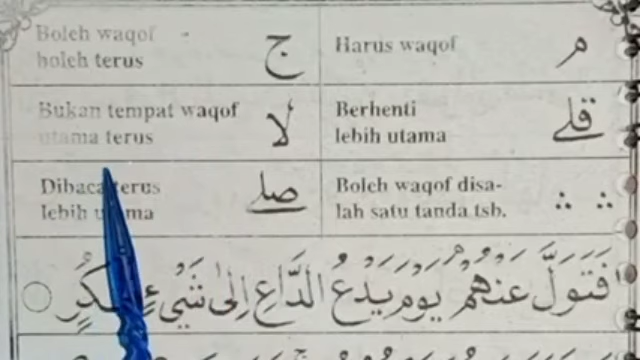 Boleh waqof
boleh terus
ج
Harus waqof
م
Bukan tempat waqof
utama terus
لا
Berhenti
lebih utama
قلے
Dibaca terus
lebih utama
صلے
Boleh waqof disa-
lah satu tanda tsb.
∴ ∴
فَتَوَلَّ عَنْهُمْ ۘ يَوْمَ يَدْعُ الدَّاعِ اِلٰى شَيْءٍ نُّكُرٍ